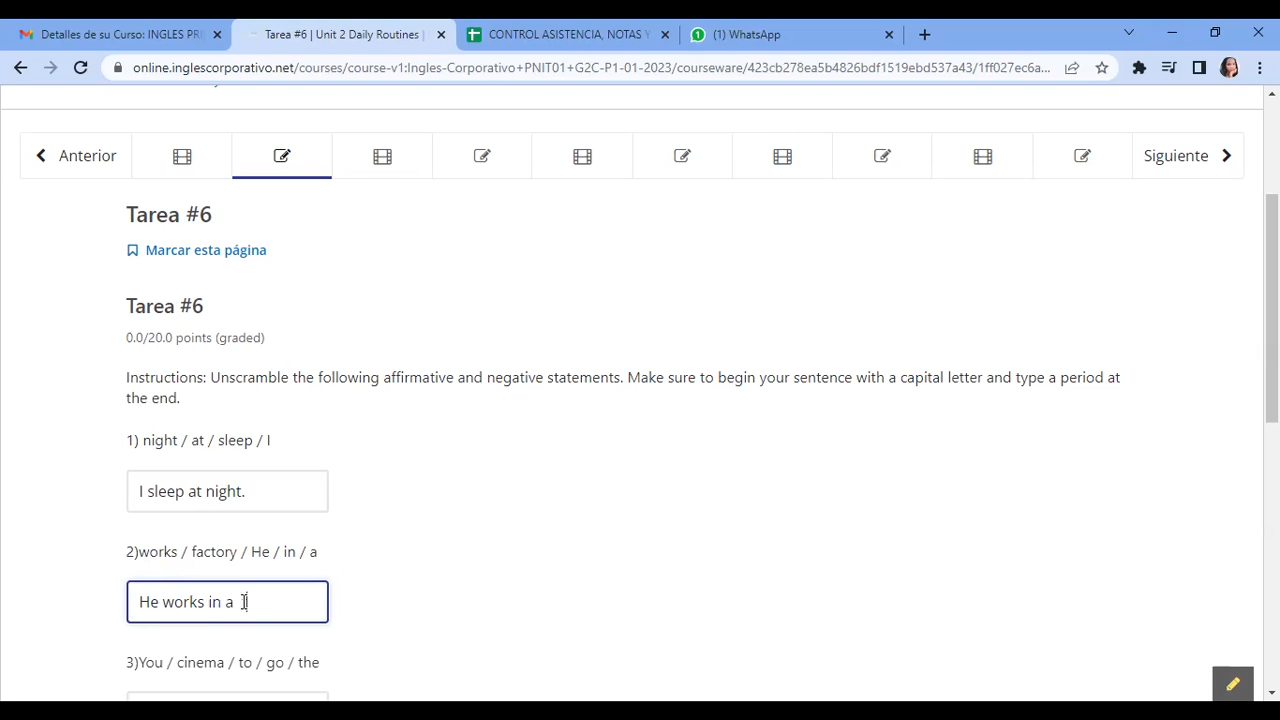 Detalles de su Curso: INGLES PRI
Tarea #6 | Unit 2 Daily Routines |
CONTROL ASISTENCIA, NOTAS Y
(1) WhatsApp
online.inglescorporativo.net/courses/course-v1:Ingles-Corporativo+PNIT01+G2C-P1-01-2023/courseware/423cb278ea5b4826bdf1519ebd537a43/1ff027ec6a...
Anterior
Siguiente
Tarea #6
Marcar esta página
Tarea #6
0.0/20.0 points (graded)
Instructions: Unscramble the following affirmative and negative statements. Make sure to begin your sentence with a capital letter and type a period at
the end.
1) night / at / sleep / I
I sleep at night.
2)works / factory / He / in / a
He works in a
3)You / cinema / to / go / the